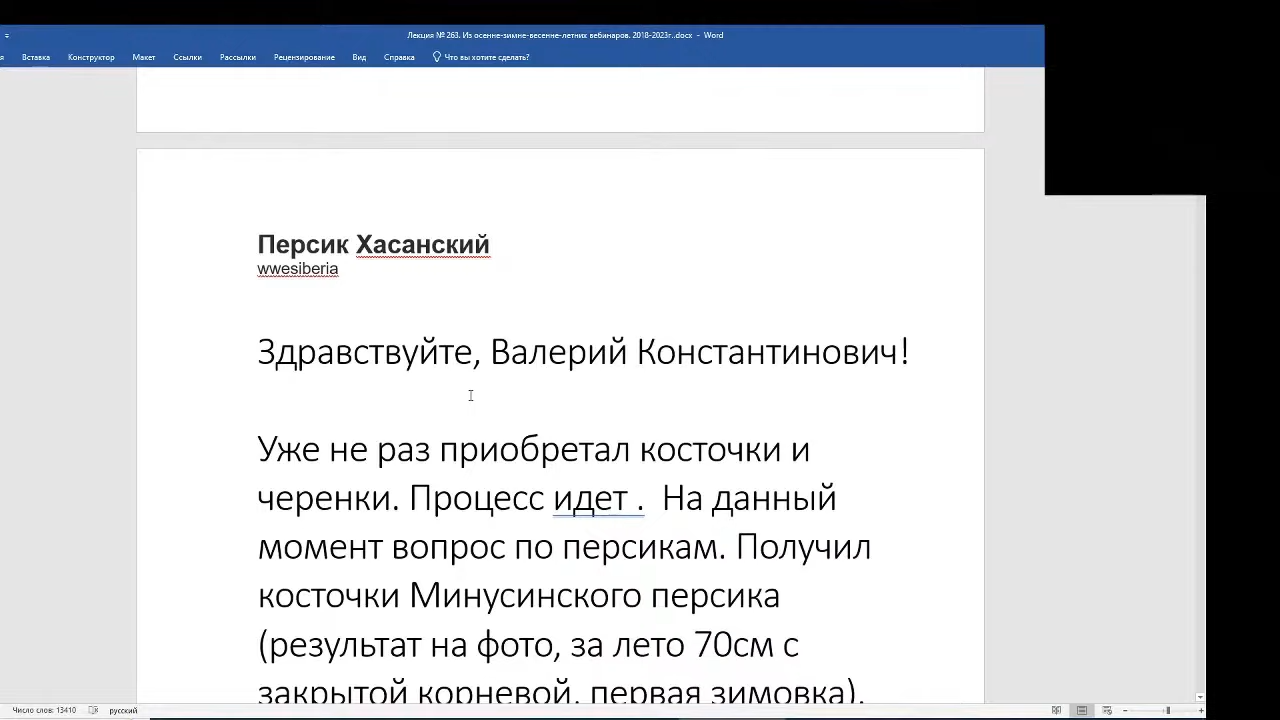 Лекция № 263. Из осенне-зимне-весенне-летних вебинаров. 2018-2023г..docx - Word
я Вставка Конструктор Макет Ссылки Рассылки Рецензирование Вид Справка Что вы хотите сделать?
Персик Хасанский
wwesiberia
Здравствуйте, Валерий Константинович!
Уже не раз приобретал косточки и
черенки. Процесс идет . На данный
момент вопрос по персикам. Получил
косточки Минусинского персика
(результат на фото, за лето 70см с
закрытой корневой, первая зимовка).
Число слов: 13410 русский